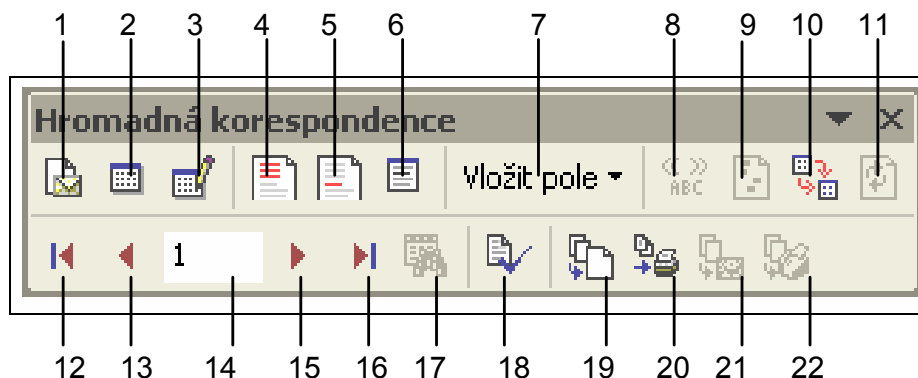 1 2 3 4 5 6 7 8 9 10 11
Hromadná korespondence
Vložit pole « » ABC
1
12 13 14 15 16 17 18 19 20 21 22